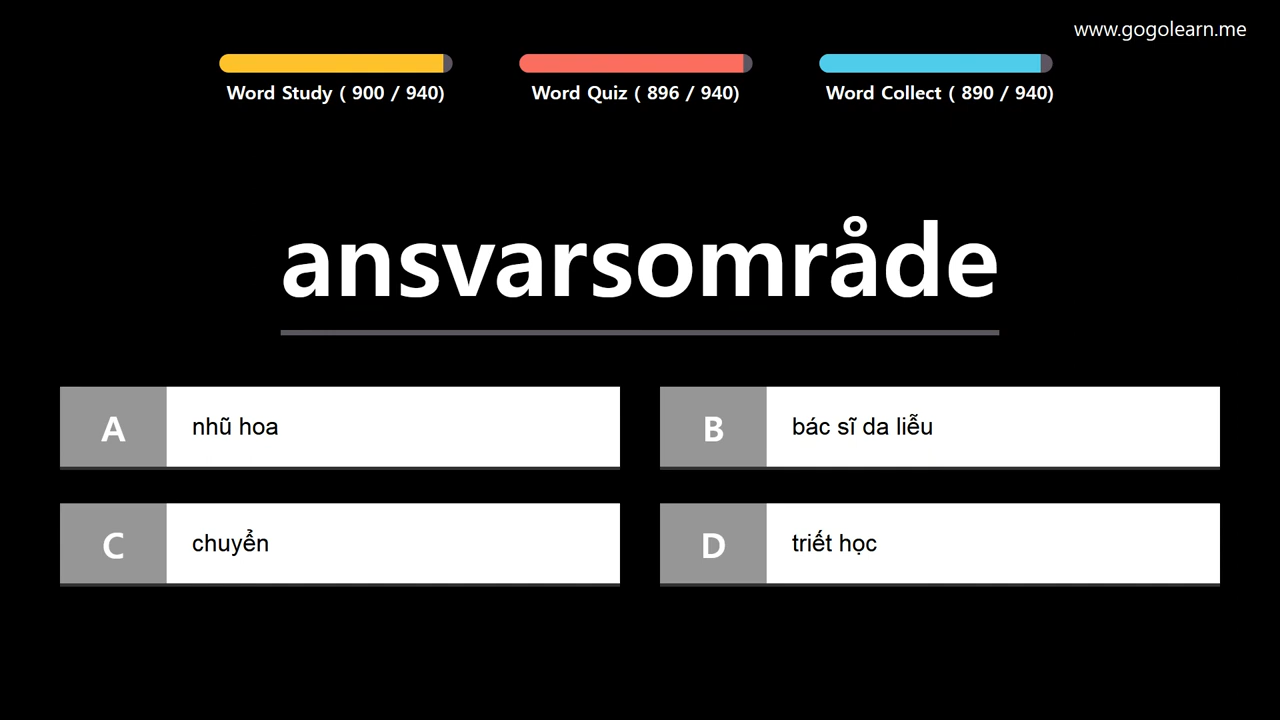 www.gogolearn.me
Word Study ( 900 / 940)
Word Quiz ( 896 / 940)
Word Collect ( 890 / 940)
ansvarsområde
A nhũ hoa
B bác sĩ da liễu
C chuyển
D triết học